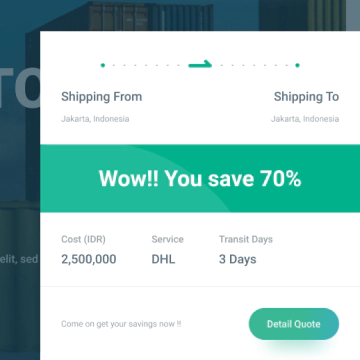 TO
Shipping From
Shipping To
Jakarta, Indonesia
Jakarta, Indonesia
Wow!! You save 70%
Cost (IDR)
Service
Transit Days
2,500,000
DHL
3 Days
elit, sed
Come on get your savings now !!
Detail Quote